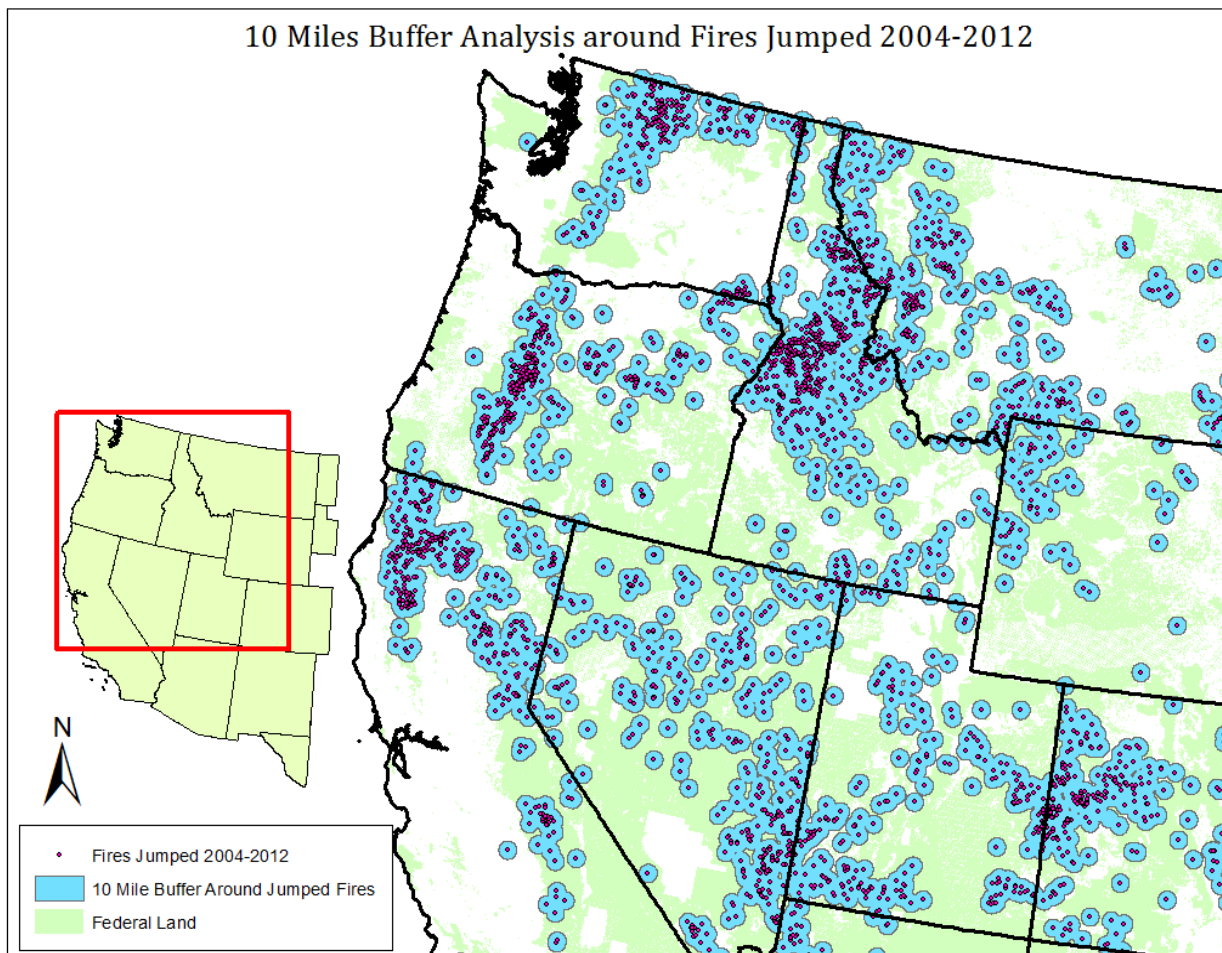 10 Miles Buffer Analysis around Fires Jumped 2004-2012
N
Fires Jumped 2004-2012
10 Mile Buffer Around Jumped Fires
Federal Land